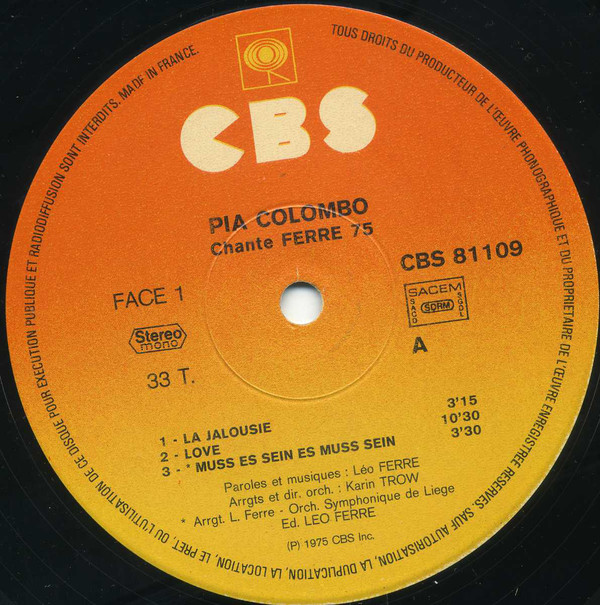 CBS
PIA COLOMBO
Chante FERRE 75
CBS 81109
FACE 1
SACEM
SACD
SDRM
SGDL
Stereo
mono
A
33 T.
1 - LA JALOUSIE 3'15
2 - LOVE 10'30
3 - * MUSS ES SEIN ES MUSS SEIN 3'30
Paroles et musiques : Léo FERRE
Arrgts et dir. orch. : Karin TROW
* Arrgt. L. Ferre - Orch. Symphonique de Liege
Ed. LEO FERRE
(P) 1975 CBS Inc.
TOUS DROITS DU PRODUCTEUR DE L'ŒUVRE PHONOGRAPHIQUE ET DU PROPRIETAIRE DE L'ŒUVRE ENREGISTREE RESERVES. SAUF AUTORISATION, LA DUPLICATION, LA LOCATION, LE PRET, OU L'UTILISATION DE CE DISQUE POUR EXECUTION PUBLIQUE ET RADIODIFFUSION SONT INTERDITS. MADE IN FRANCE.